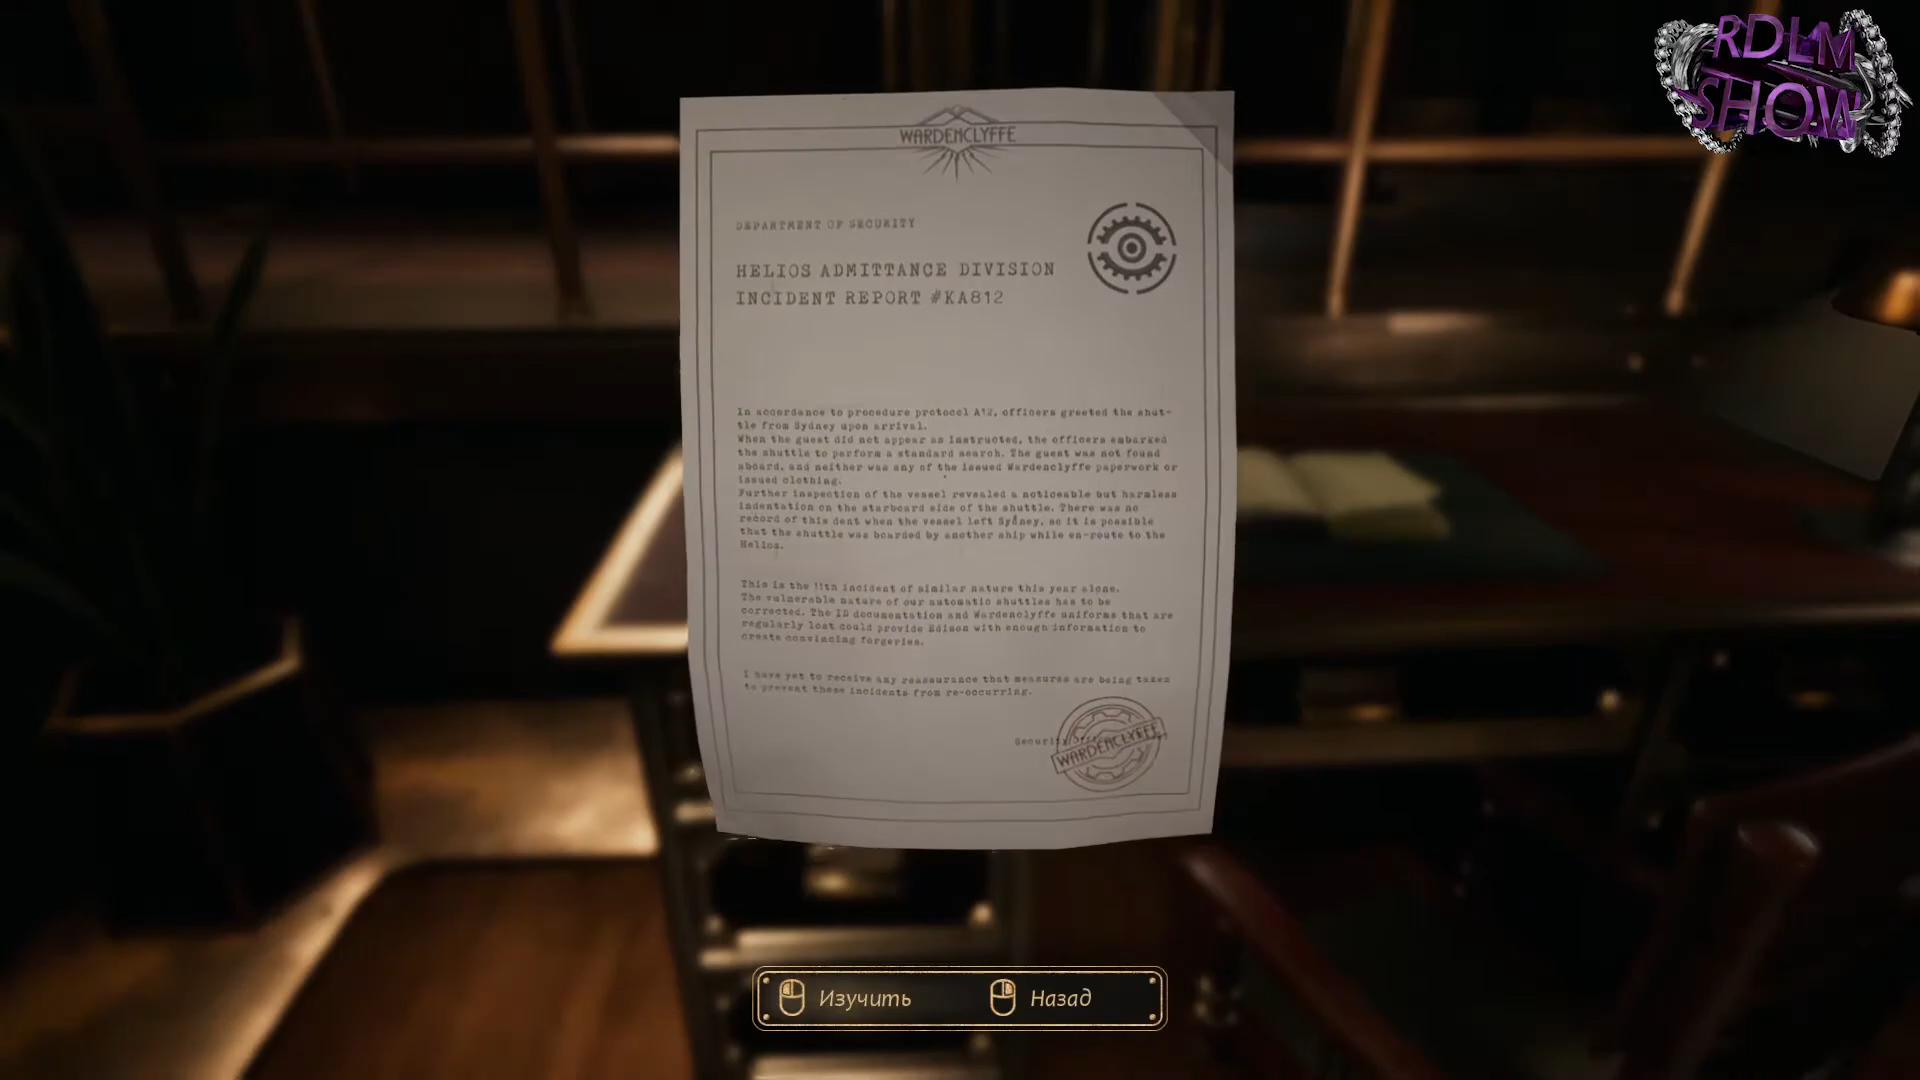 RDLM
SHOW
WARDENCLYFFE
DEPARTMENT OF SECURITY
HELIOS ADMITTANCE DIVISION
INCIDENT REPORT #KA812
In accordance to procedure protocol A12, officers greeted the shut-
tle from Sydney upon arrival.
When the guest did not appear as instructed, the officers embarked
the shuttle to perform a standard search. The guest was not found
aboard, and neither was any of the issued Wardenclyffe paperwork or
issued clothing.
Further inspection of the vessel revealed a noticeable but harmless
indentation on the starboard side of the shuttle. There was no
record of this dent when the vessel left Sydney, so it is possible
that the shuttle was boarded by another ship while en-route to the
Helios.
This is the 11th incident of similar nature this year alone.
The vulnerable nature of our automatic shuttles has to be
corrected. The ID documentation and Wardenclyffe uniforms that are
regularly lost could provide Edison with enough information to
create convincing forgeries.
I have yet to receive any reassurance that measures are being taken
to prevent these incidents from re-occurring.
Security
WARDENCLYFFE
Изучить
Назад